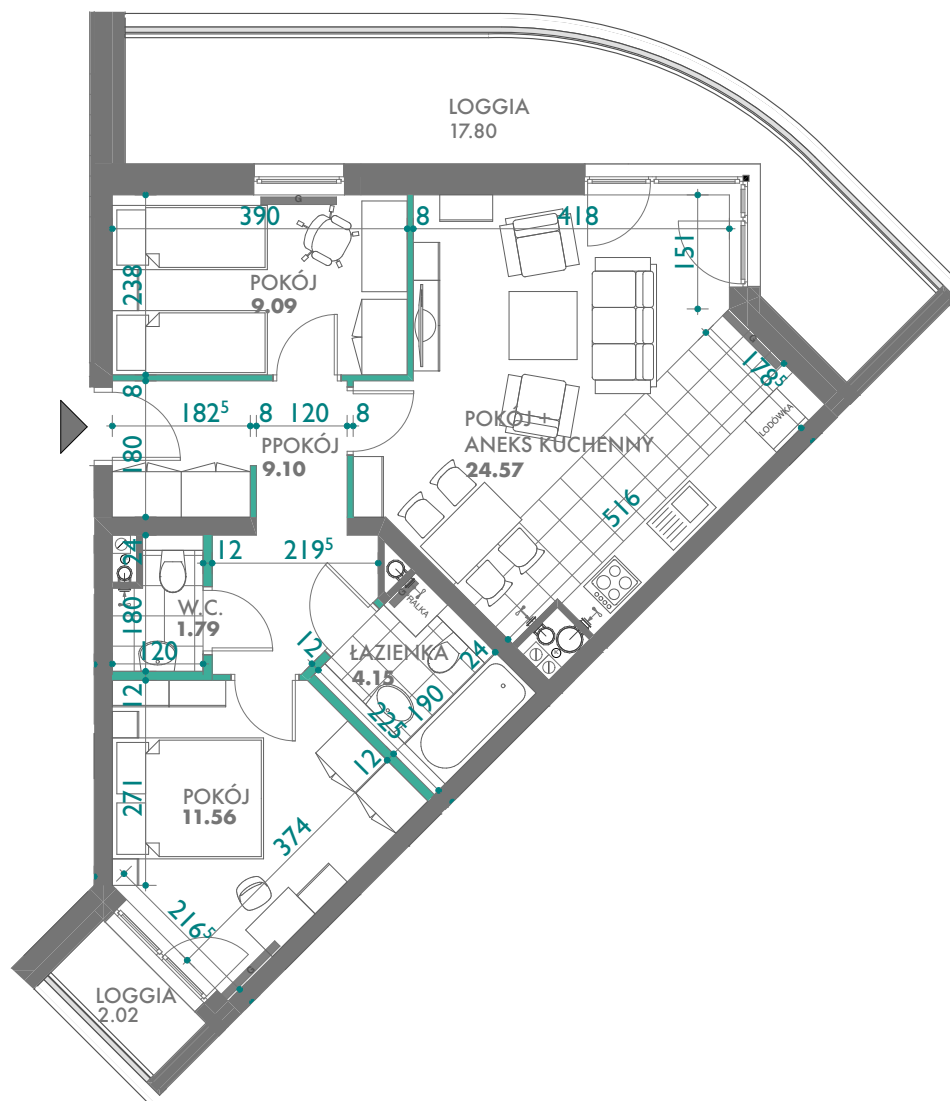 LOGGIA
17.80
G
390
8
418
151
238
POKÓJ
9.09
G
178⁵
8
182⁵
8
120
8
LODÓWKA
POKÓJ +
ANEKS KUCHENNY
24.57
PPOKÓJ
9.10
180
516
24
12
219⁵
W.C.
1.79
180
120
G
RALKA
12
ŁAZIENKA
4.15
24
190
225
12
12
271
POKÓJ
11.56
374
216⁵
G
LOGGIA
2.02